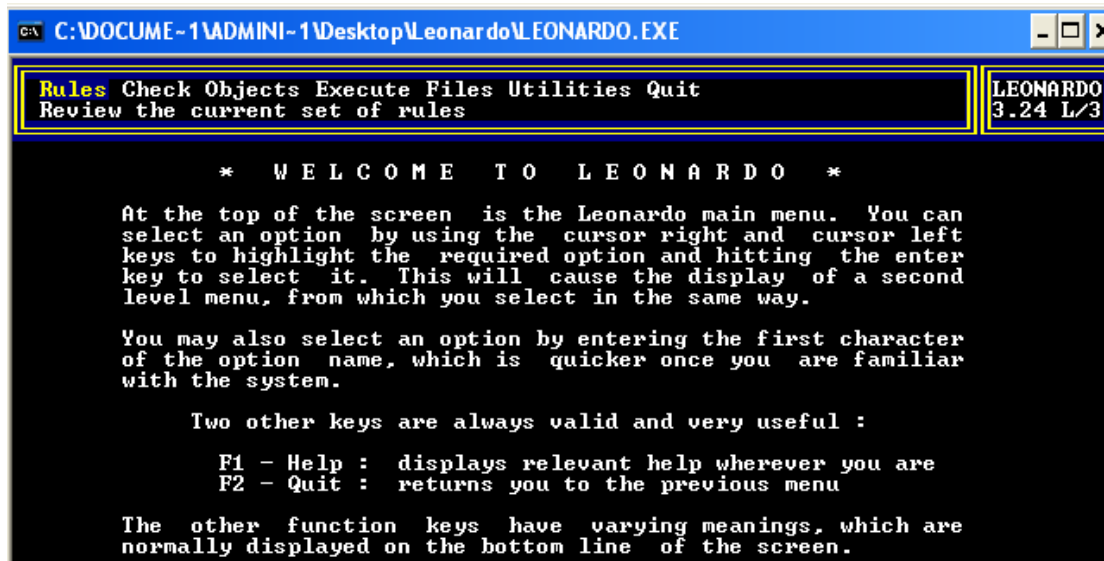 C:\DOCUME~1\ADMINI~1\Desktop\Leonardo\LEONARDO.EXE
Rules Check Objects Execute Files Utilities Quit
Review the current set of rules
LEONARDO
3.24 L/3
* W E L C O M E   T O   L E O N A R D O *
At the top of the screen is the Leonardo main menu. You can
select an option by using the cursor right and cursor left
keys to highlight the required option and hitting the enter
key to select it. This will cause the display of a second
level menu, from which you select in the same way.
You may also select an option by entering the first character
of the option name, which is quicker once you are familiar
with the system.
Two other keys are always valid and very useful :
F1 - Help : displays relevant help wherever you are
F2 - Quit : returns you to the previous menu
The other function keys have varying meanings, which are
normally displayed on the bottom line of the screen.